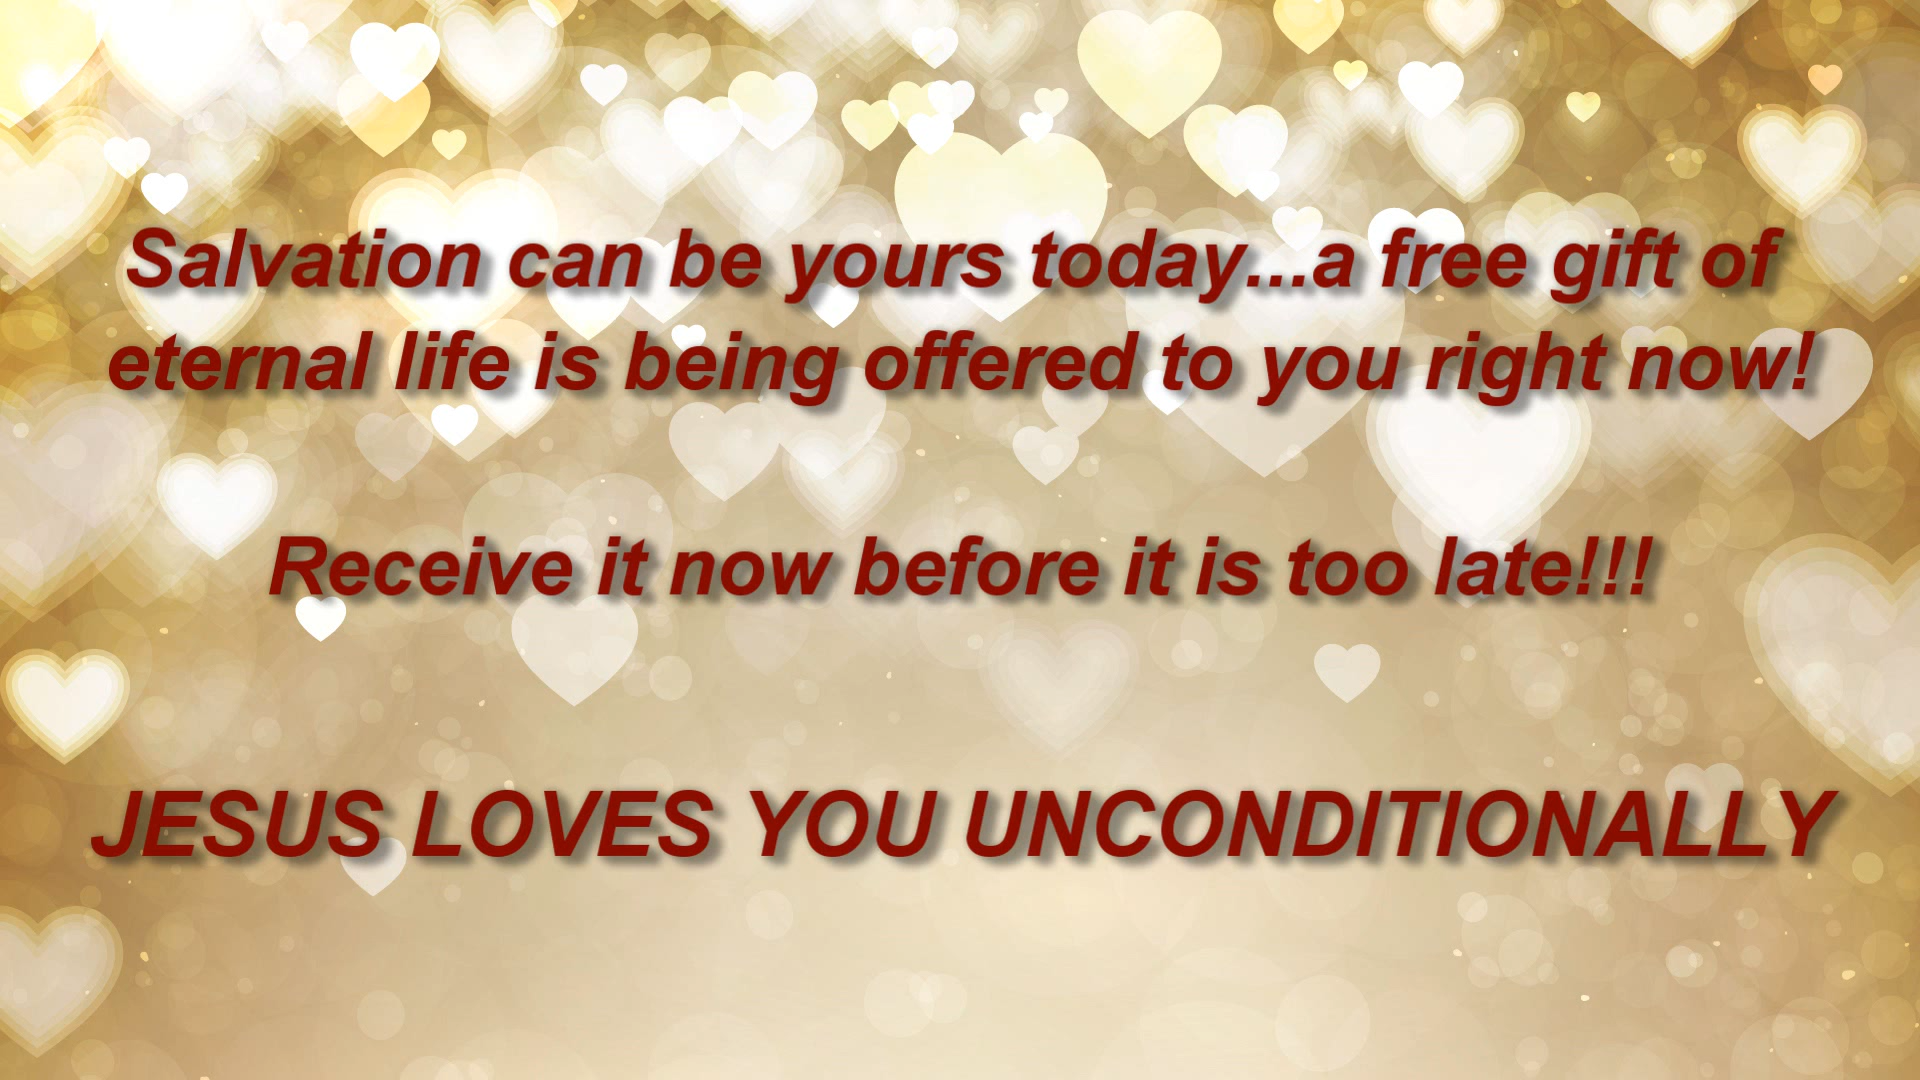 Salvation can be yours today...a free gift of
eternal life is being offered to you right now!
Receive it now before it is too late!!!
JESUS LOVES YOU UNCONDITIONALLY